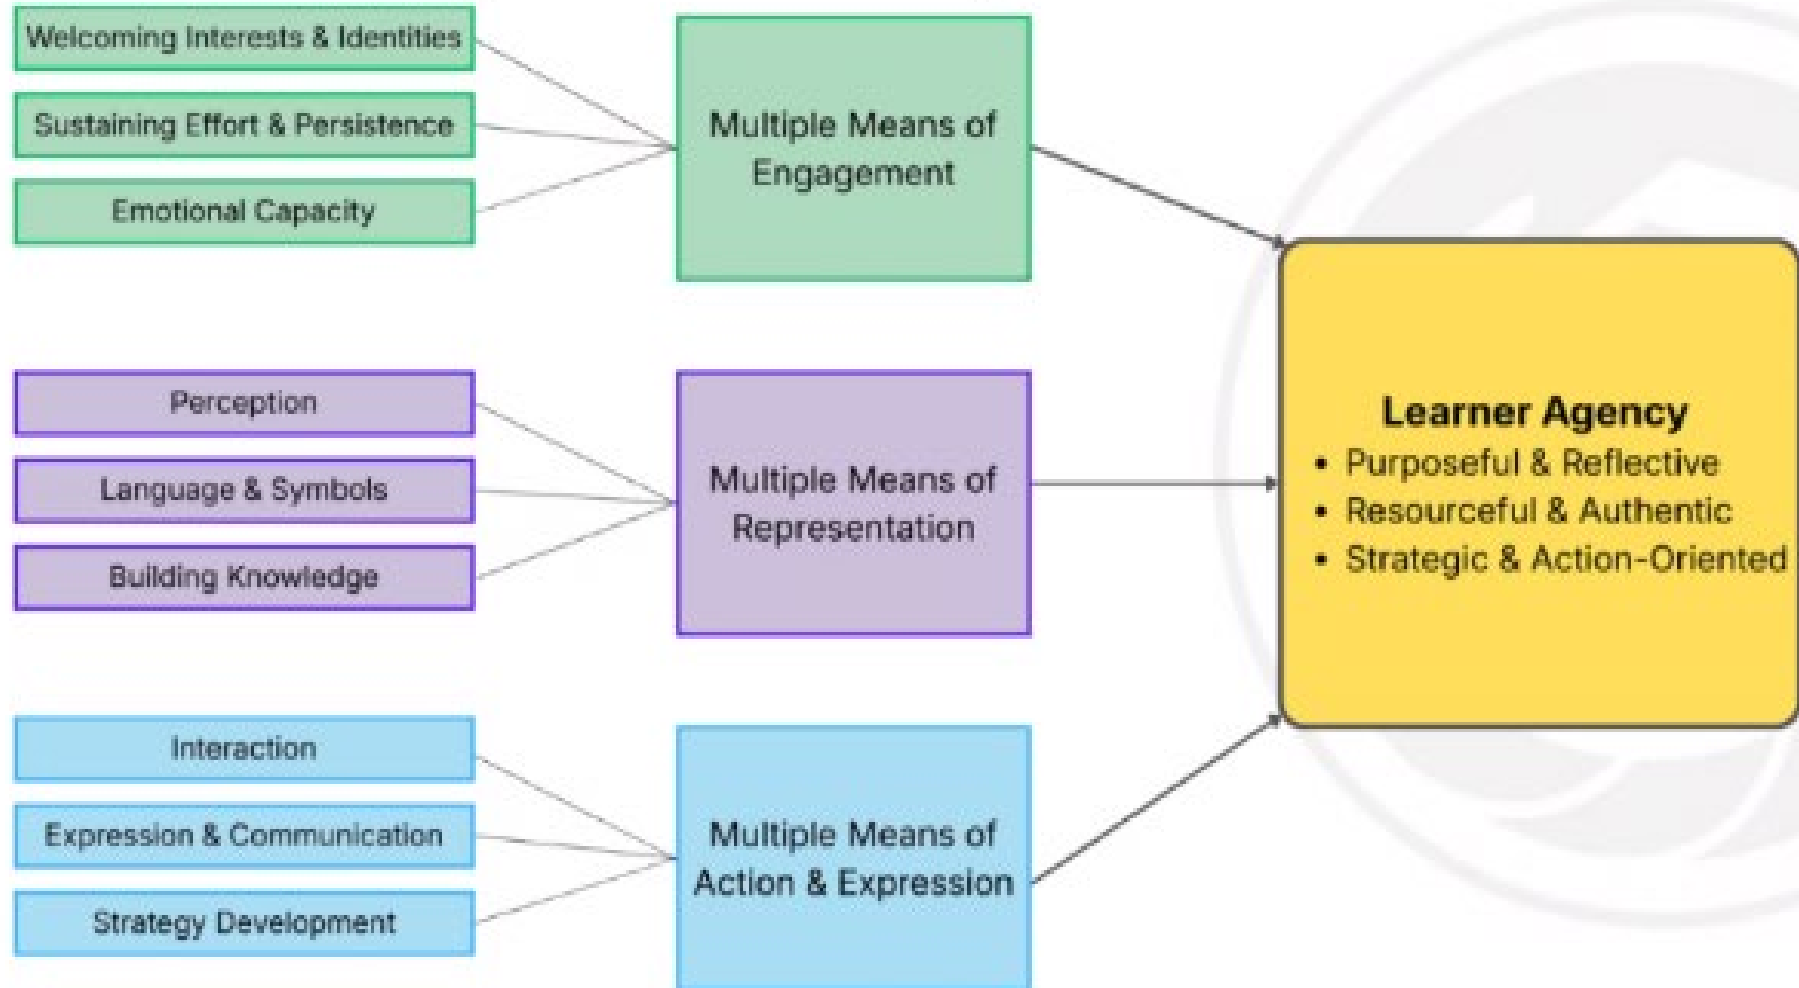 Welcoming Interests & Identities
Sustaining Effort & Persistence
Emotional Capacity
Multiple Means of
Engagement
Perception
Language & Symbols
Building Knowledge
Multiple Means of
Representation
Interaction
Expression & Communication
Strategy Development
Multiple Means of
Action & Expression
Learner Agency
• Purposeful & Reflective
• Resourceful & Authentic
• Strategic & Action-Oriented